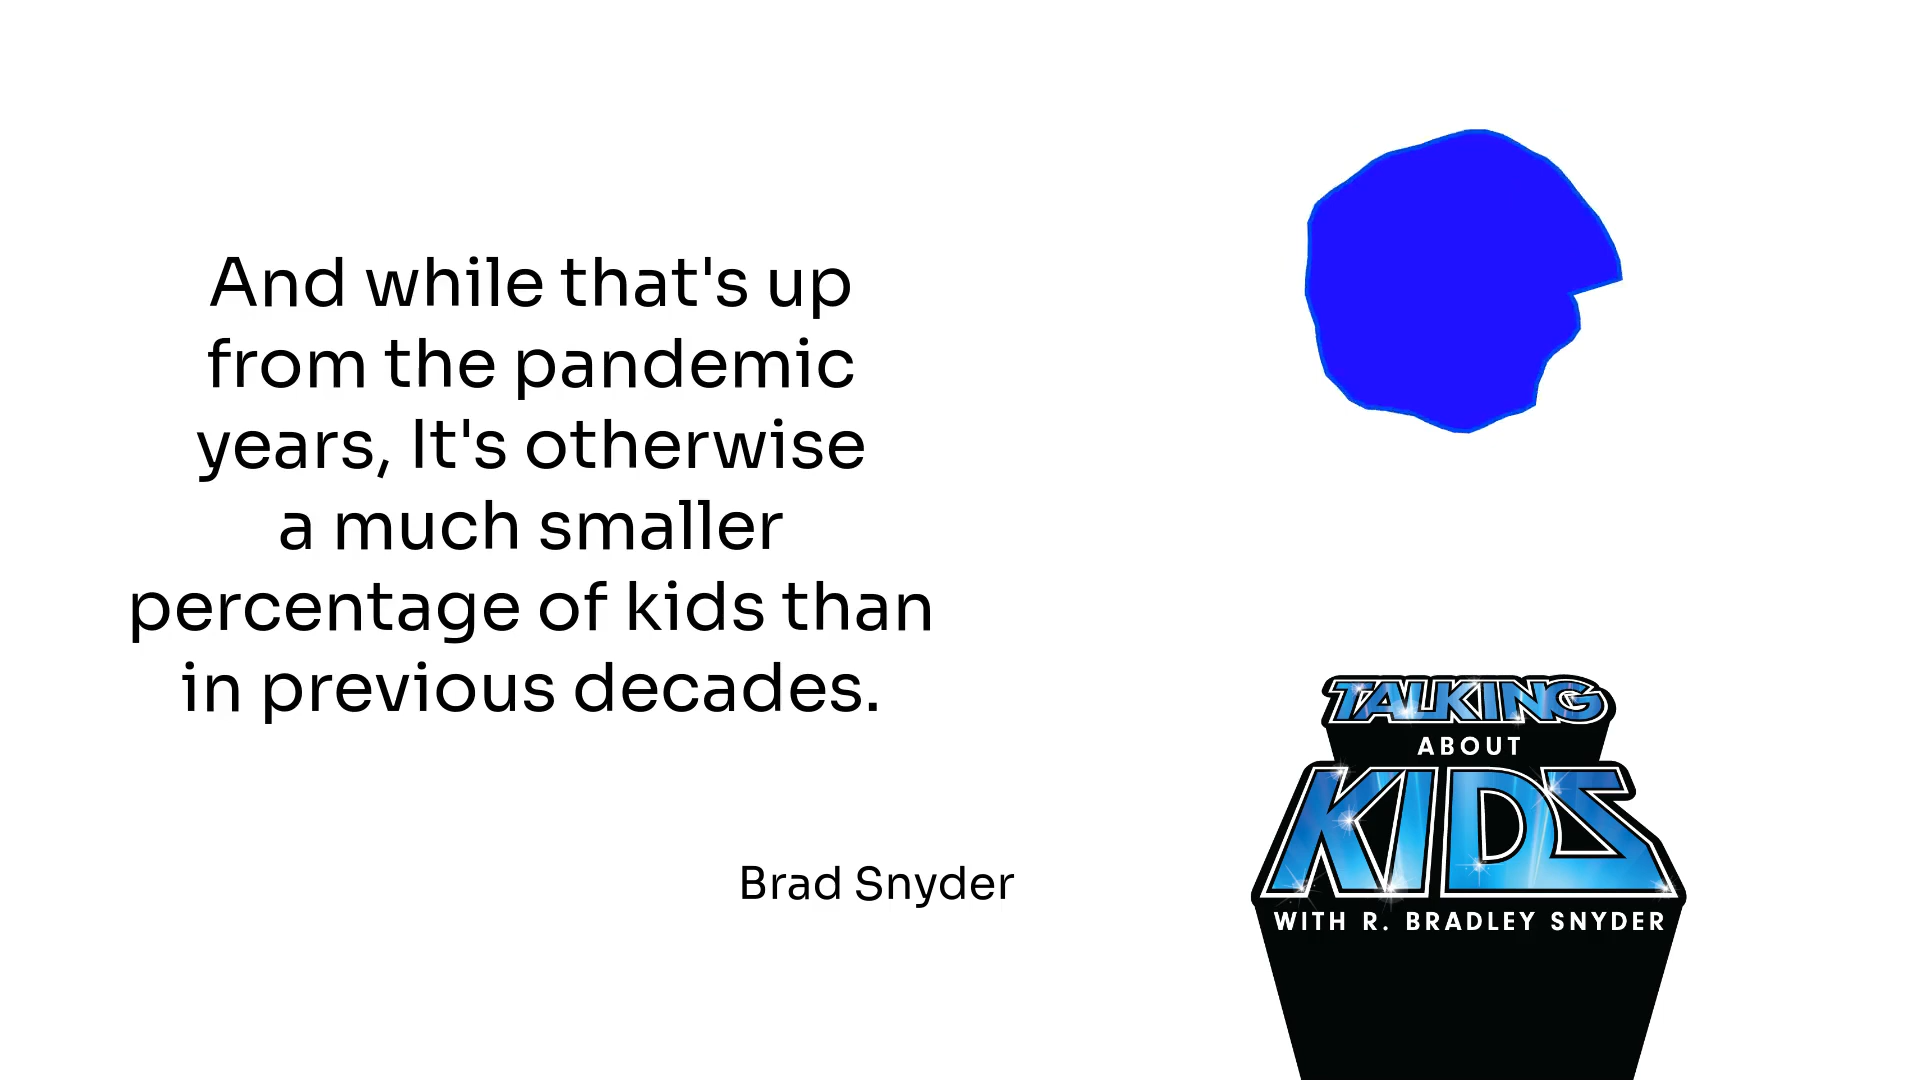 And while that's up
from the pandemic
years, It's otherwise
a much smaller
percentage of kids than
in previous decades.
Brad Snyder
TALKING
ABOUT
KIDS
WITH R. BRADLEY SNYDER